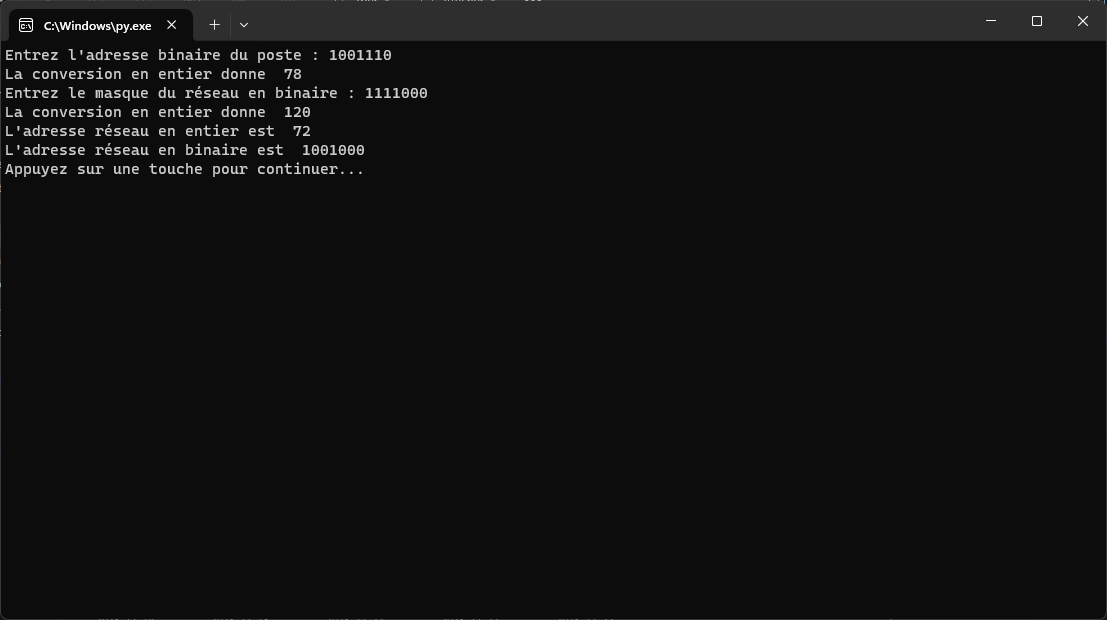 C:\Windows\py.exe
Entrez l'adresse binaire du poste : 1001110
La conversion en entier donne  78
Entrez le masque du réseau en binaire : 1111000
La conversion en entier donne  120
L'adresse réseau en entier est  72
L'adresse réseau en binaire est  1001000
Appuyez sur une touche pour continuer...